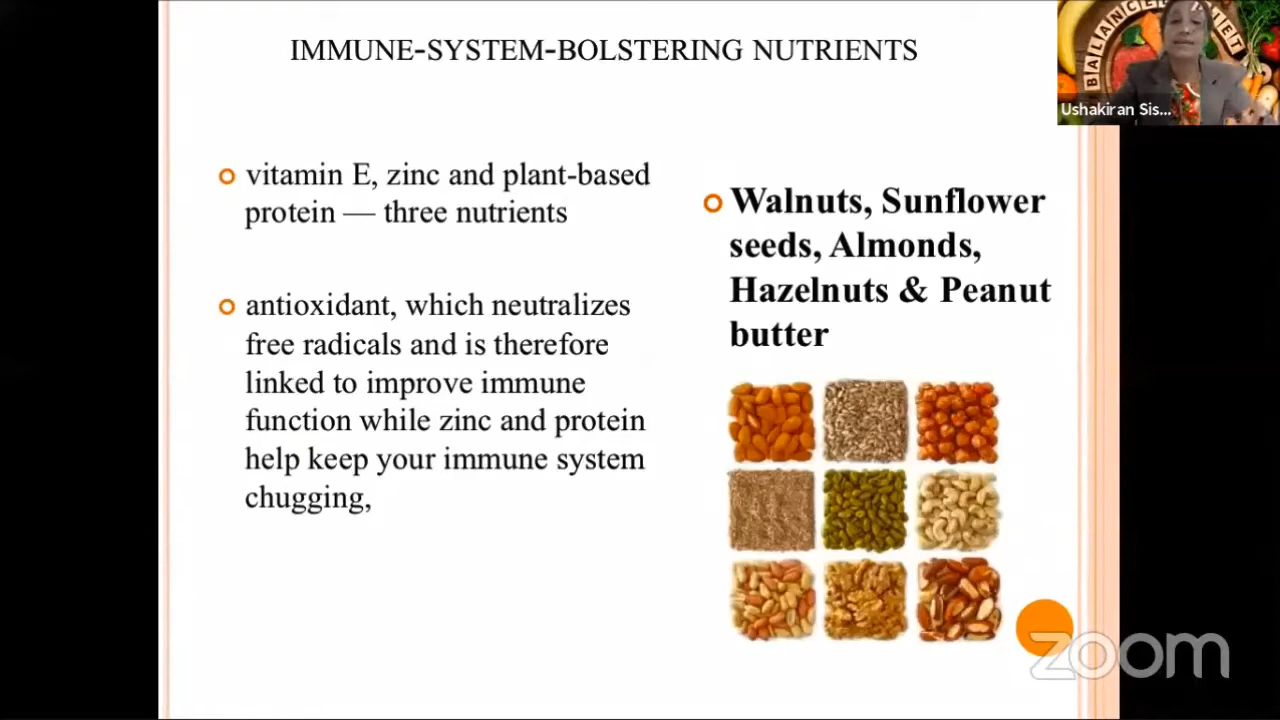 IMMUNE-SYSTEM-BOLSTERING NUTRIENTS
vitamin E, zinc and plant-based
protein — three nutrients
antioxidant, which neutralizes
free radicals and is therefore
linked to improve immune
function while zinc and protein
help keep your immune system
chugging,
Walnuts, Sunflower
seeds, Almonds,
Hazelnuts & Peanut
butter
BALANCED DIET
Ushakiran Sis...
zoom